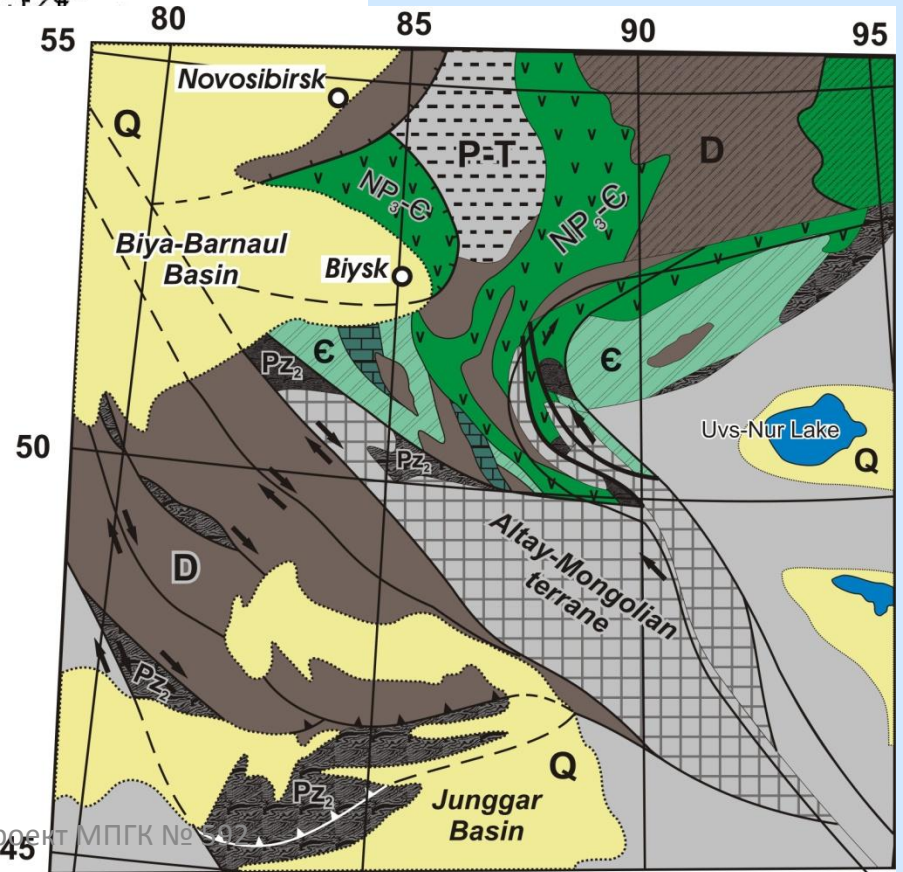 80
85
90
95
55
Novosibirsk
Q
P-T
D
NP₃-Є
NP₃-Є
Biya-Barnaul
Basin
Biysk
Є
Є
Pz₂
Uvs-Nur Lake
50
Pz₂
Q
Altay-Mongolian
terrane
D
Pz₂
Q
Pz₂
Junggar
Basin
МПГК №
45